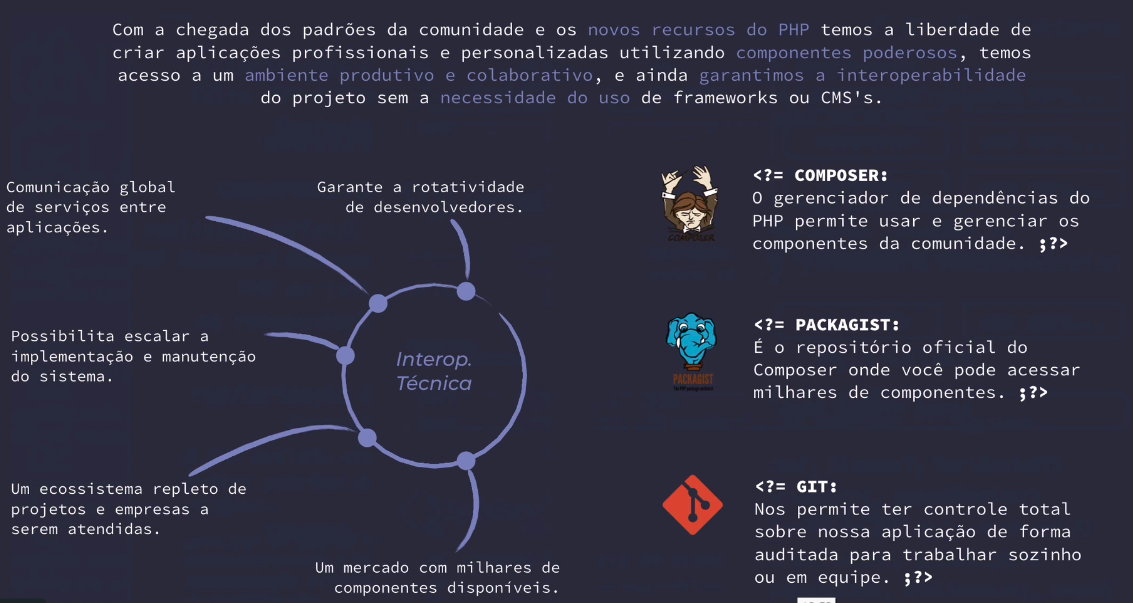 Com a chegada dos padrões da comunidade e os novos recursos do PHP temos a liberdade de
criar aplicações profissionais e personalizadas utilizando componentes poderosos, temos
acesso a um ambiente produtivo e colaborativo, e ainda garantimos a interoperabilidade
do projeto sem a necessidade do uso de frameworks ou CMS's.
Comunicação global
de serviços entre
aplicações.
Garante a rotatividade
de desenvolvedores.
Possibilita escalar a
implementação e manutenção
do sistema.
Interop.
Técnica
Um ecossistema repleto de
projetos e empresas a
serem atendidas.
Um mercado com milhares de
componentes disponíveis.
COMPOSER
<?= COMPOSER:
O gerenciador de dependências do
PHP permite usar e gerenciar os
componentes da comunidade. ;?>
PACKAGIST
<?= PACKAGIST:
É o repositório oficial do
Composer onde você pode acessar
milhares de componentes. ;?>
<?= GIT:
Nos permite ter controle total
sobre nossa aplicação de forma
auditada para trabalhar sozinho
ou em equipe. ;?>